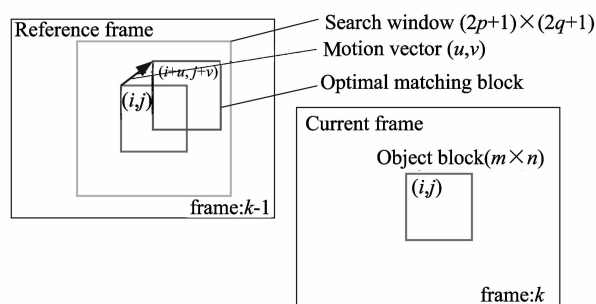 Reference frame
Search window (2p+1)×(2q+1)
Motion vector (u,v)
(i+u, j+v)
Optimal matching block
(i,j)
Current frame
Object block(m×n)
(i,j)
frame:k-1
frame:k